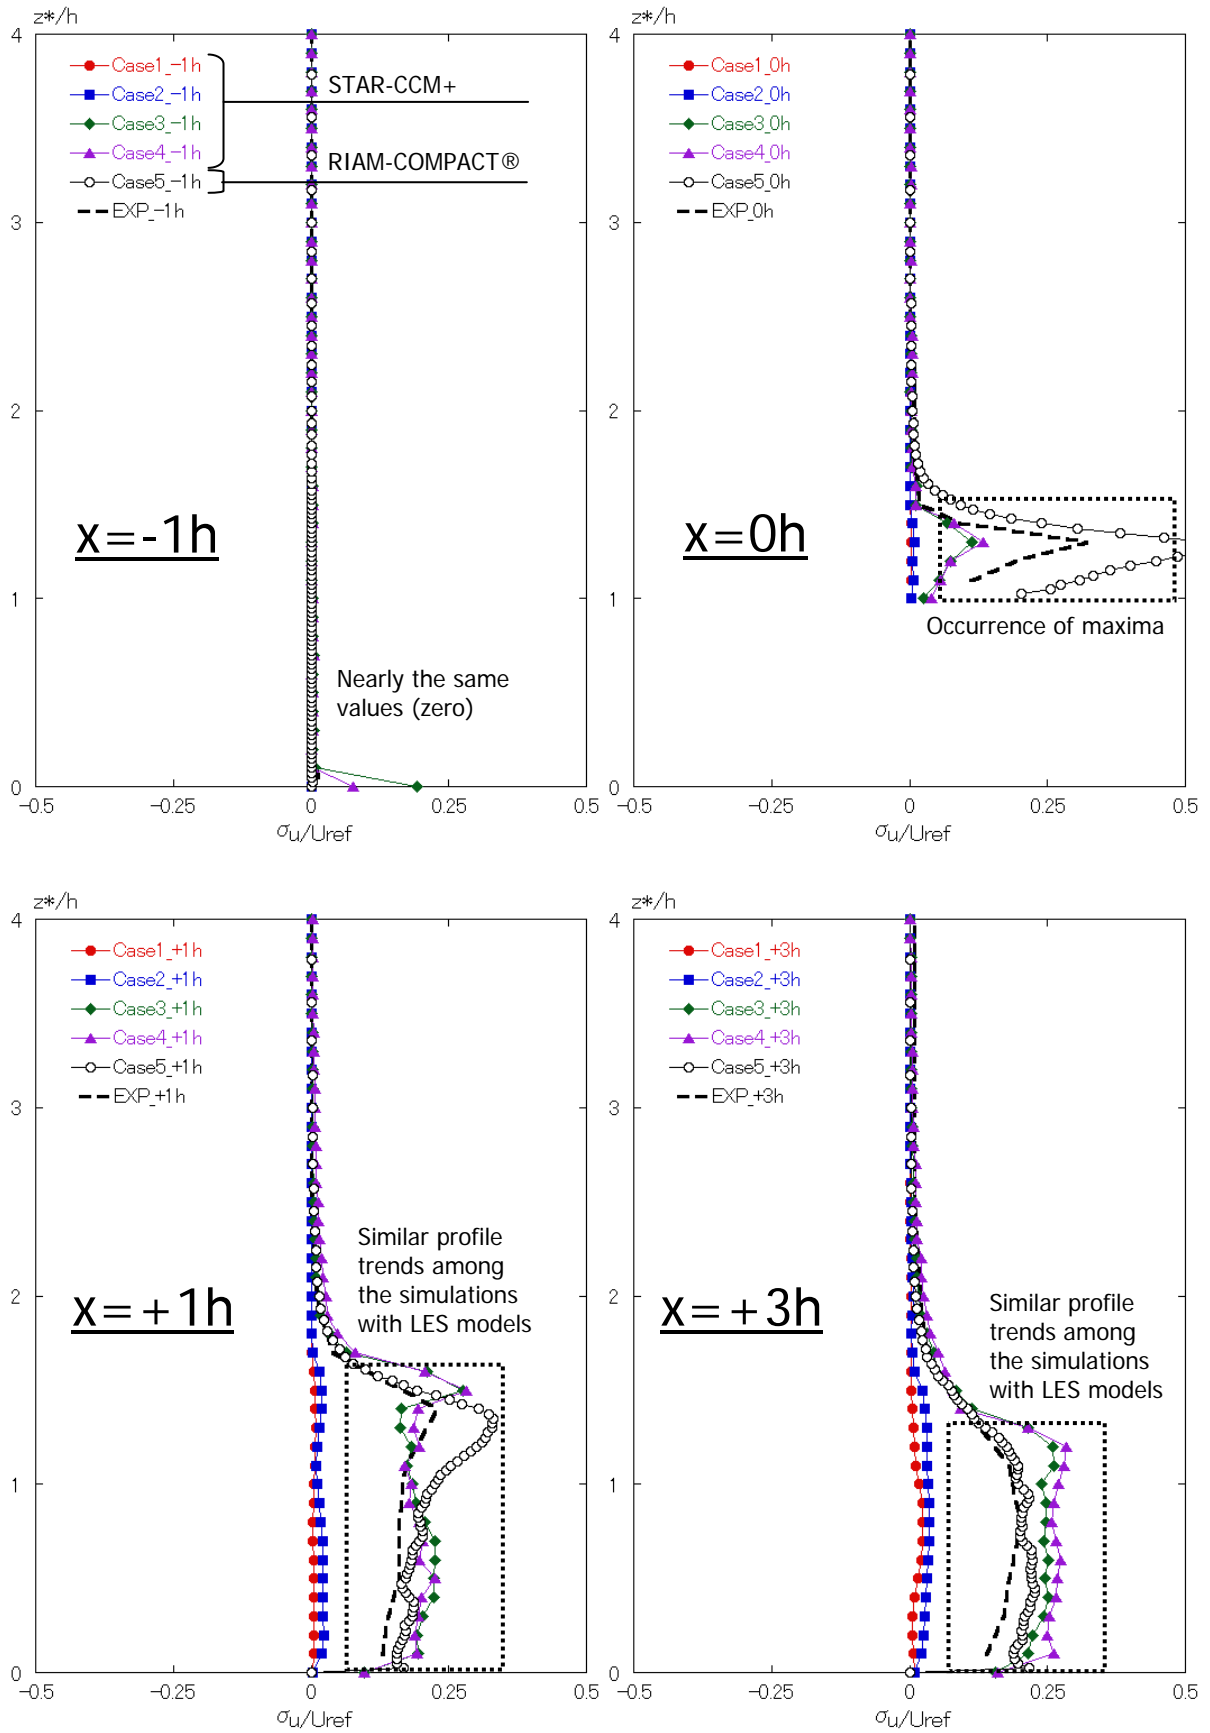 z*/h
4
3
2
1
0
Case1_-1h
Case2_-1h
Case3_-1h
Case4_-1h
Case5_-1h
EXP_-1h
STAR-CCM+
RIAM-COMPACT®
x=-1h
Nearly the same
values (zero)
-0.5
-0.25
0
0.25
0.5
σu/Uref
4
3
2
1
0
Case1_0h
Case2_0h
Case3_0h
Case4_0h
Case5_0h
EXP_0h
x=0h
Occurrence of maxima
-0.5
-0.25
0
0.25
0.5
σu/Uref
z*/h
4
3
2
1
0
Case1_+1h
Case2_+1h
Case3_+1h
Case4_+1h
Case5_+1h
EXP_+1h
Similar profile
trends among
the simulations
with LES models
x=+1h
-0.5
-0.25
0
0.25
0.5
σu/Uref
z*/h
4
3
2
1
0
Case1_+3h
Case2_+3h
Case3_+3h
Case4_+3h
Case5_+3h
EXP_+3h
x=+3h
Similar profile
trends among
the simulations
with LES models
-0.5
-0.25
0
0.25
0.5
σu/Uref